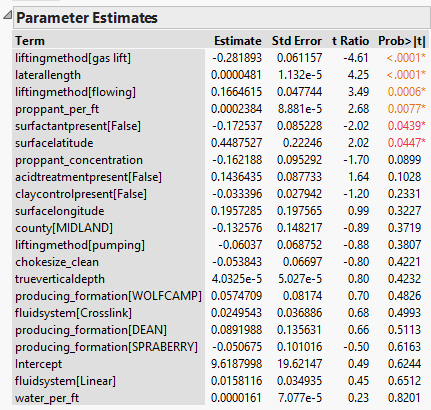 Parameter Estimates
Term Estimate Std Error t Ratio Prob>|t|
liftingmethod[gas lift] -0.281893 0.061157 -4.61 <.0001*
laterallength 0.0000481 1.132e-5 4.25 <.0001*
liftingmethod[flowing] 0.1664615 0.047744 3.49 0.0006*
proppant_per_ft 0.0002384 8.881e-5 2.68 0.0077*
surfactantpresent[False] -0.172537 0.085228 -2.02 0.0439*
surfacelatitude 0.4487527 0.22246 2.02 0.0447*
proppant_concentration -0.162188 0.095292 -1.70 0.0899
acidtreatmentpresent[False] 0.1436435 0.087733 1.64 0.1028
claycontrolpresent[False] -0.033396 0.027942 -1.20 0.2331
surfacelongitude 0.1957285 0.197565 0.99 0.3227
county[MIDLAND] -0.132576 0.148217 -0.89 0.3719
liftingmethod[pumping] -0.06037 0.068752 -0.88 0.3807
chokesize_clean -0.053843 0.06697 -0.80 0.4221
trueverticaldepth 4.0325e-5 5.027e-5 0.80 0.4232
producing_formation[WOLFCAMP] 0.0574709 0.08174 0.70 0.4826
fluidsystem[Crosslink] 0.0249543 0.036886 0.68 0.4993
producing_formation[DEAN] 0.0891988 0.135631 0.66 0.5113
producing_formation[SPRABERRY] -0.050675 0.101016 -0.50 0.6163
Intercept 9.6187998 19.62147 0.49 0.6244
fluidsystem[Linear] 0.0158116 0.034935 0.45 0.6512
water_per_ft 0.0000161 7.077e-5 0.23 0.8201